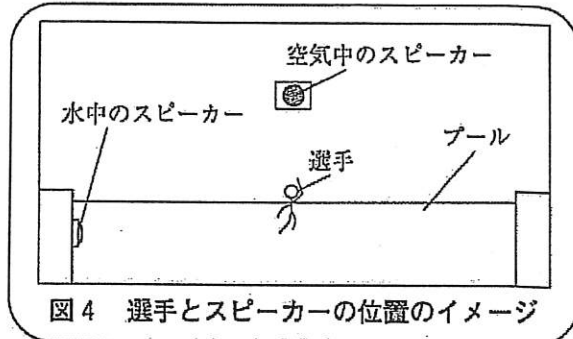 空気中のスピーカー
水中のスピーカー
選手
プール
図4 選手とスピーカーの位置のイメージ